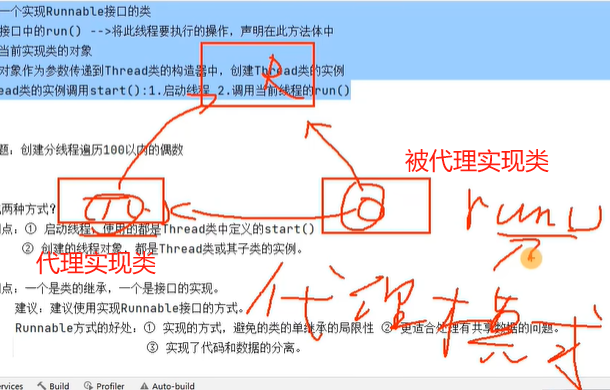 一个实现Runnable接口的类
接口中的run() -->将此线程要执行的操作，声明在此方法体中
当前实现类的对象
对象作为参数传递到Thread类的构造器中，创建Thread类的实例
ead类的实例调用start():1.启动线程 2.调用当前线程的run()
R
题：创建分线程遍历100以内的偶数
被代理实现类
两种方式？
run()
点：① 启动线程，使用的都是Thread类中定义的start()
② 创建的线程对象，都是Thread类或其子类的实例。
代理实现类
点：一个是类的继承，一个是接口的实现。
代理模式
建议：建议使用实现Runnable接口的方式。
Runnable方式的好处：① 实现的方式，避免的类的单继承的局限性 ② 更适合处理有共享数据的问题。
③ 实现了代码和数据的分离。
ervices Build Profiler Auto-build